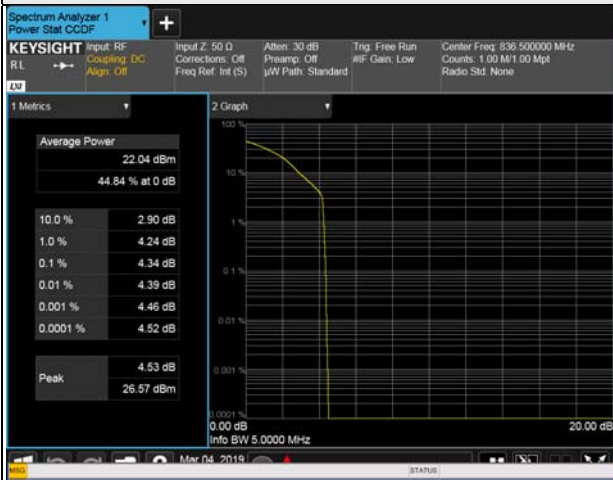 Spectrum Analyzer 1
Power Stat CCDF
+
KEYSIGHT
RL
LXI
Input: RF
Coupling: DC
Align: Off
Input Z: 50 Ω
Corrections: Off
Freq Ref: Int (S)
Atten: 30 dB
Preamp: Off
µW Path: Standard
Trig: Free Run
#IF Gain: Low
Center Freq: 836.500000 MHz
Counts: 1.00 M/1.00 Mpt
Radio Std: None
1 Metrics
Average Power
22.04 dBm
44.84 % at 0 dB
10.0 % 2.90 dB
1.0 % 4.24 dB
0.1 % 4.34 dB
0.01 % 4.39 dB
0.001 % 4.46 dB
0.0001 % 4.52 dB
Peak
4.53 dB
26.57 dBm
2 Graph
100 %
10 %
1 %
0.1 %
0.01 %
0.001 %
0.0001 %
0.00 dB 20.00 dB
Info BW 5.0000 MHz
Mar 04, 2019
MSG
STATUS